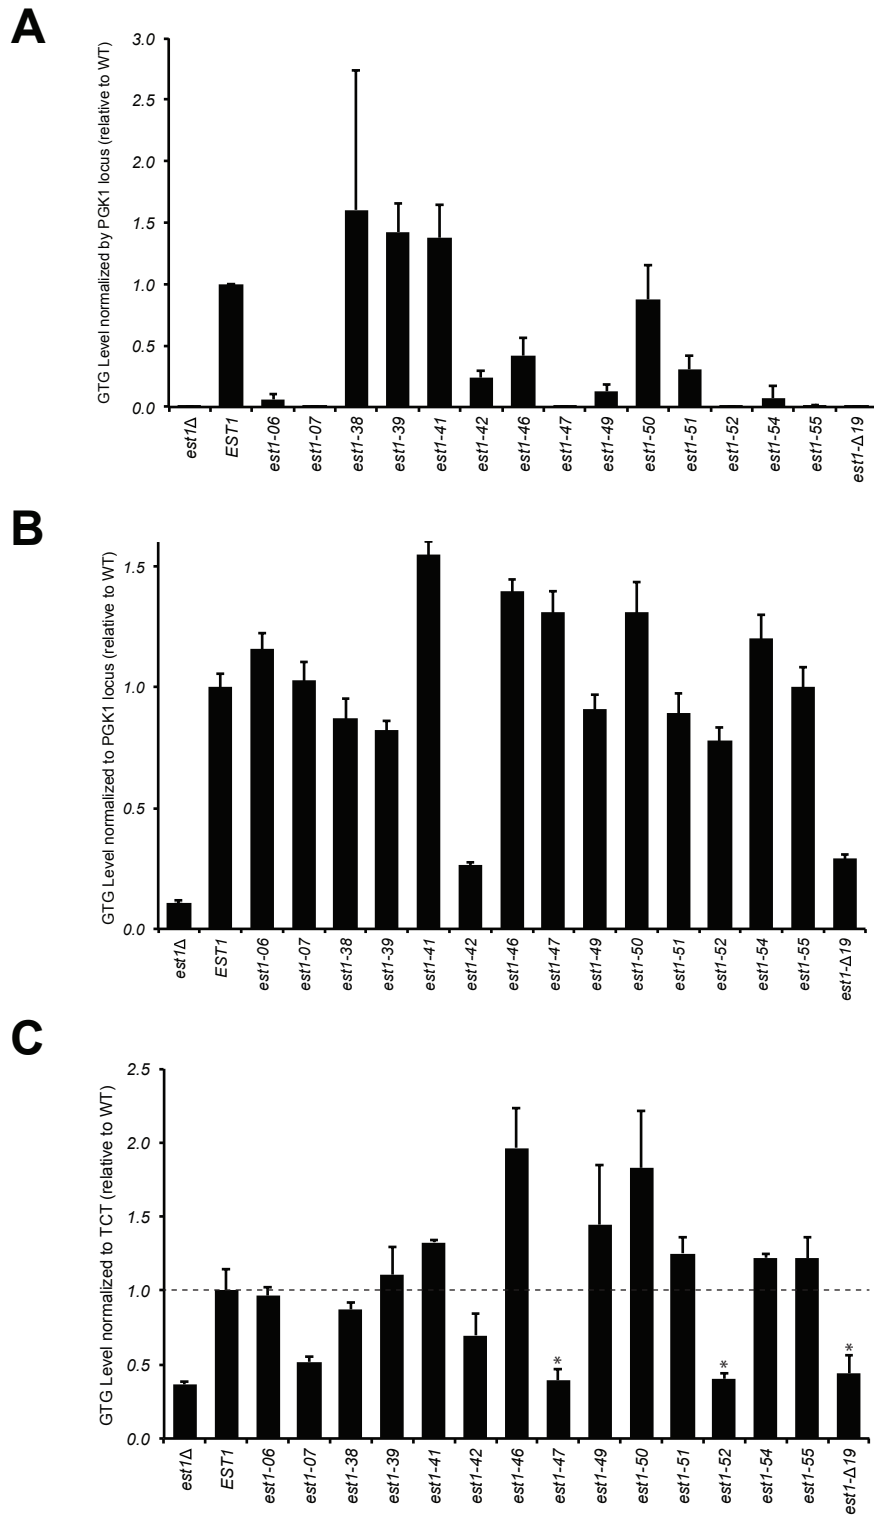 A
GTG Level normalized by PGK1 locus (relative to WT)
3.0
2.5
2.0
1.5
1.0
0.5
0.0
est1Δ
EST1
est1-06
est1-07
est1-38
est1-39
est1-41
est1-42
est1-46
est1-47
est1-49
est1-50
est1-51
est1-52
est1-54
est1-55
est1-Δ19
B
GTG Level normalized to PGK1 locus (relative to WT)
1.5
1.0
0.5
0.0
est1Δ
EST1
est1-06
est1-07
est1-38
est1-39
est1-41
est1-42
est1-46
est1-47
est1-49
est1-50
est1-51
est1-52
est1-54
est1-55
est1-Δ19
C
GTG Level normalized to TCT (relative to WT)
2.5
2.0
1.5
1.0
0.5
0.0
*
*
*
est1Δ
EST1
est1-06
est1-07
est1-38
est1-39
est1-41
est1-42
est1-46
est1-47
est1-49
est1-50
est1-51
est1-52
est1-54
est1-55
est1-Δ19